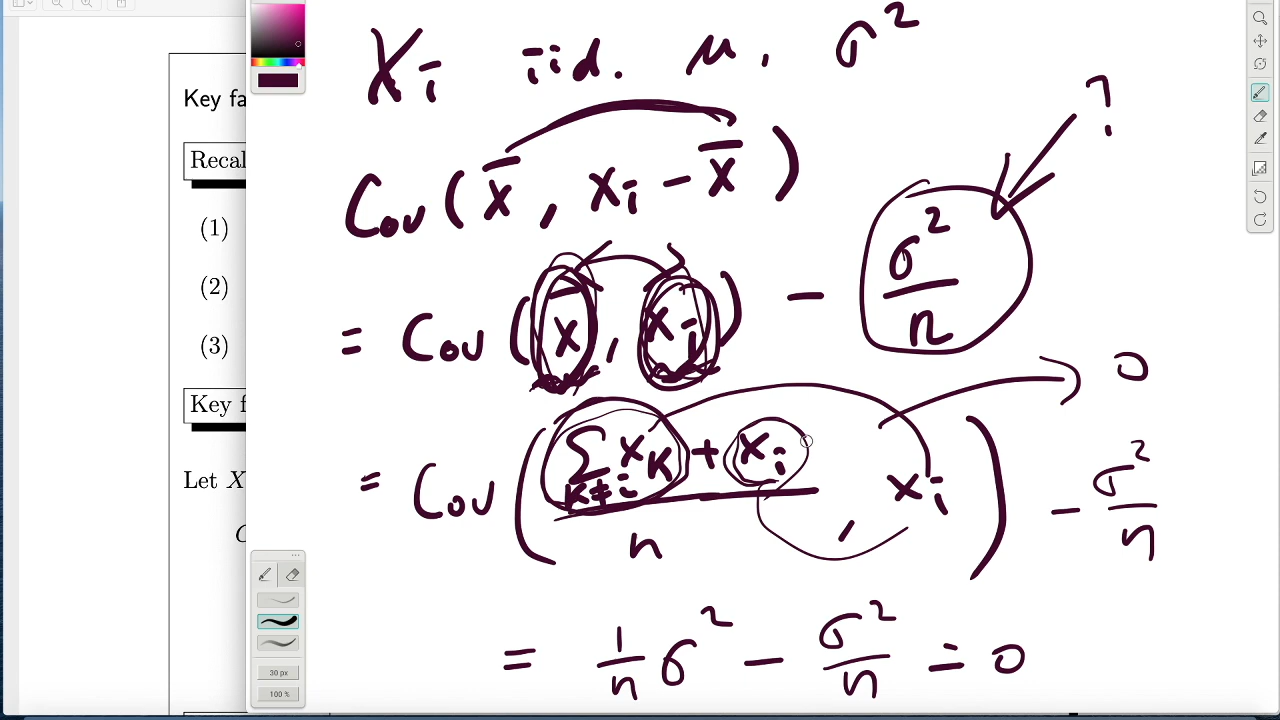 Key fa
Recal
(1)
(2)
(3)
Key f
Let X
C
Xᵢ iid. μ, σ²
Cov(X̄, Xᵢ − X̄)
?
= Cov(X̄, Xᵢ) − σ²/n
= Cov((∑ₖ≠ᵢ Xₖ + Xᵢ)/n, Xᵢ) − σ²/n
0
= 1/n σ² − σ²/n = 0
30 px
100 %